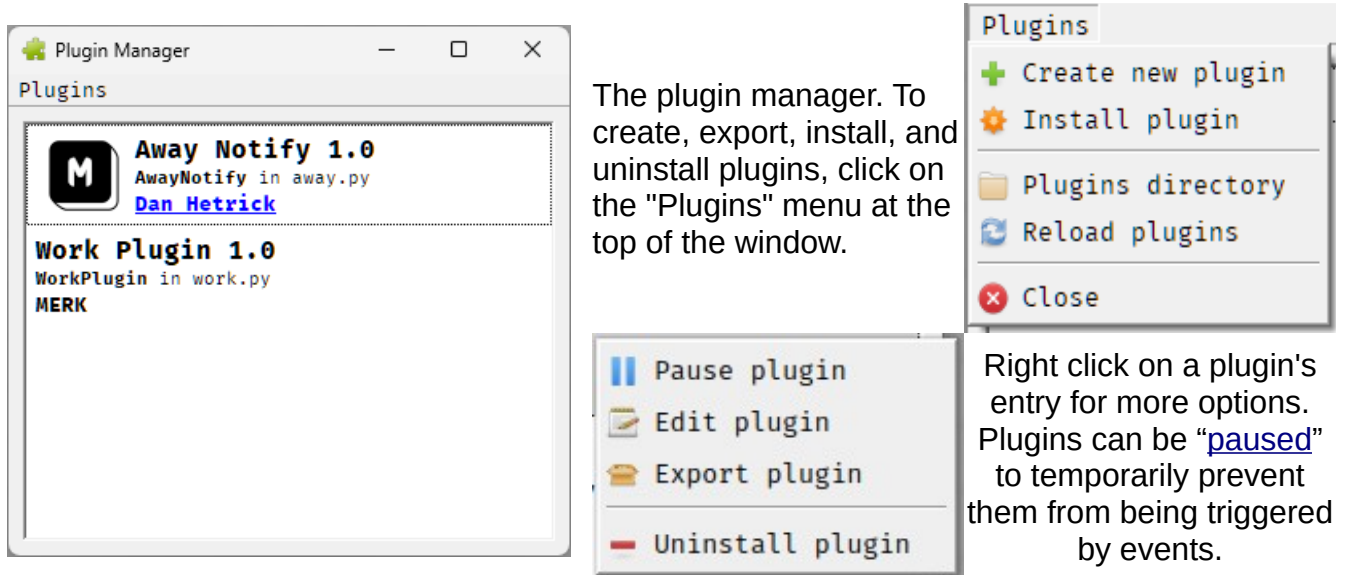 Plugin Manager
Plugins
M
Away Notify 1.0
AwayNotify in away.py
Dan Hetrick
Work Plugin 1.0
WorkPlugin in work.py
MERK
The plugin manager. To
create, export, install, and
uninstall plugins, click on
the "Plugins" menu at the
top of the window.
Plugins
Create new plugin
Install plugin
Plugins directory
Reload plugins
Close
Pause plugin
Edit plugin
Export plugin
Uninstall plugin
Right click on a plugin's
entry for more options.
Plugins can be “paused”
to temporarily prevent
them from being triggered
by events.